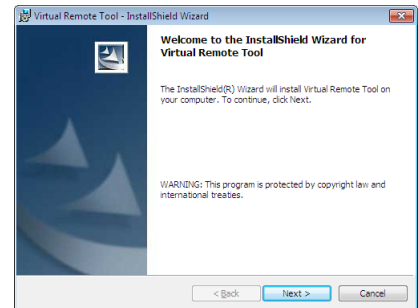 Virtual Remote Tool - InstallShield Wizard
Welcome to the InstallShield Wizard for
Virtual Remote Tool
The InstallShield(R) Wizard will install Virtual Remote Tool on
your computer. To continue, click Next.
WARNING: This program is protected by copyright law and
international treaties.
< Back Next > Cancel